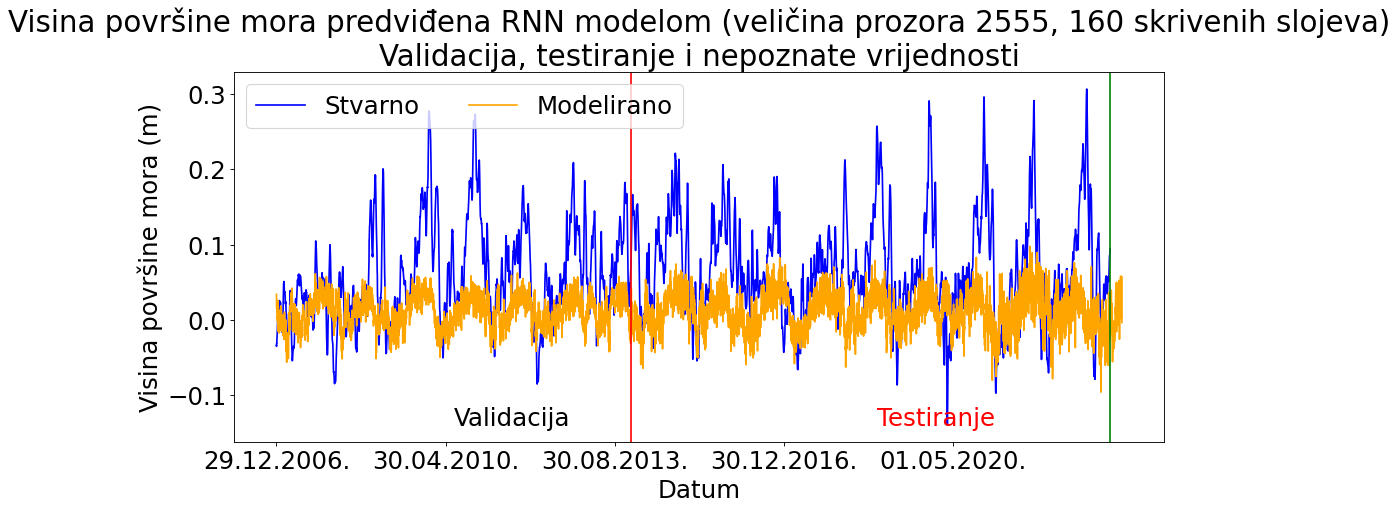 Visina površine mora predviđena RNN modelom (veličina prozora 2555, 160 skrivenih slojeva)
Validacija, testiranje i nepoznate vrijednosti
Stvarno Modelirano
Visina površine mora (m)
0.3
0.2
0.1
0.0
−0.1
Validacija Testiranje
29.12.2006. 30.04.2010. 30.08.2013. 30.12.2016. 01.05.2020.
Datum